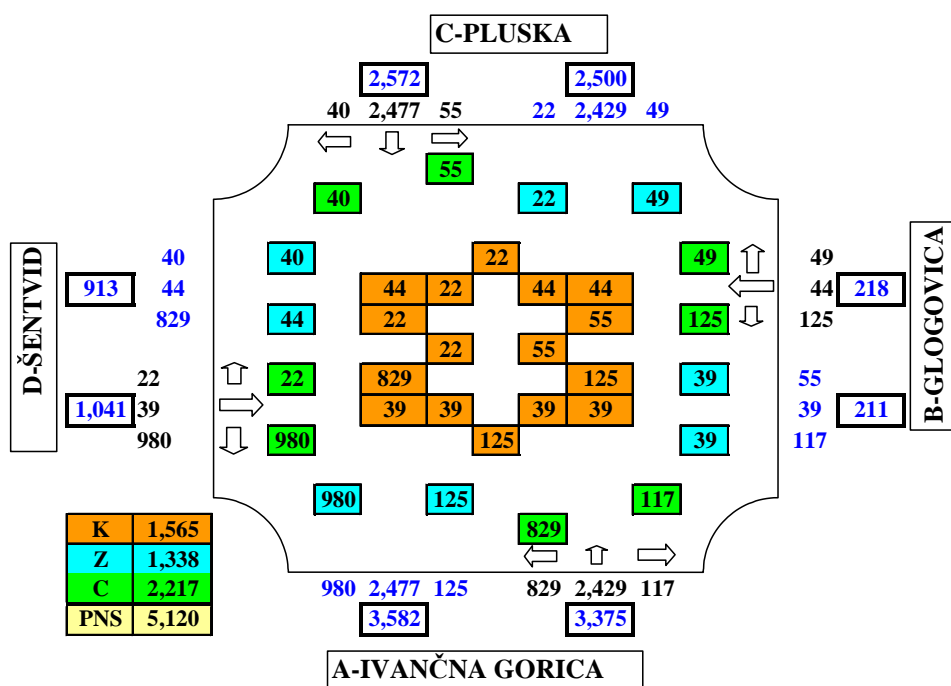 C-PLUSKA
2,572 2,500
40 2,477 55 22 2,429 49
55
40 22 49
40 40 22 49 49
913 44 44 22 44 44 44 218
829 44 22 55 125 125
22 55
22 22 829 125 39 55
1,041 39 39 39 39 39 39 211
980 980 125 39 117
980 125 117
K 1,565 829
Z 1,338
C 2,217 980 2,477 125 829 2,429 117
PNS 5,120 3,582 3,375
A-IVANČNA GORICA
D-ŠENTVID
B-GLOGOVICA